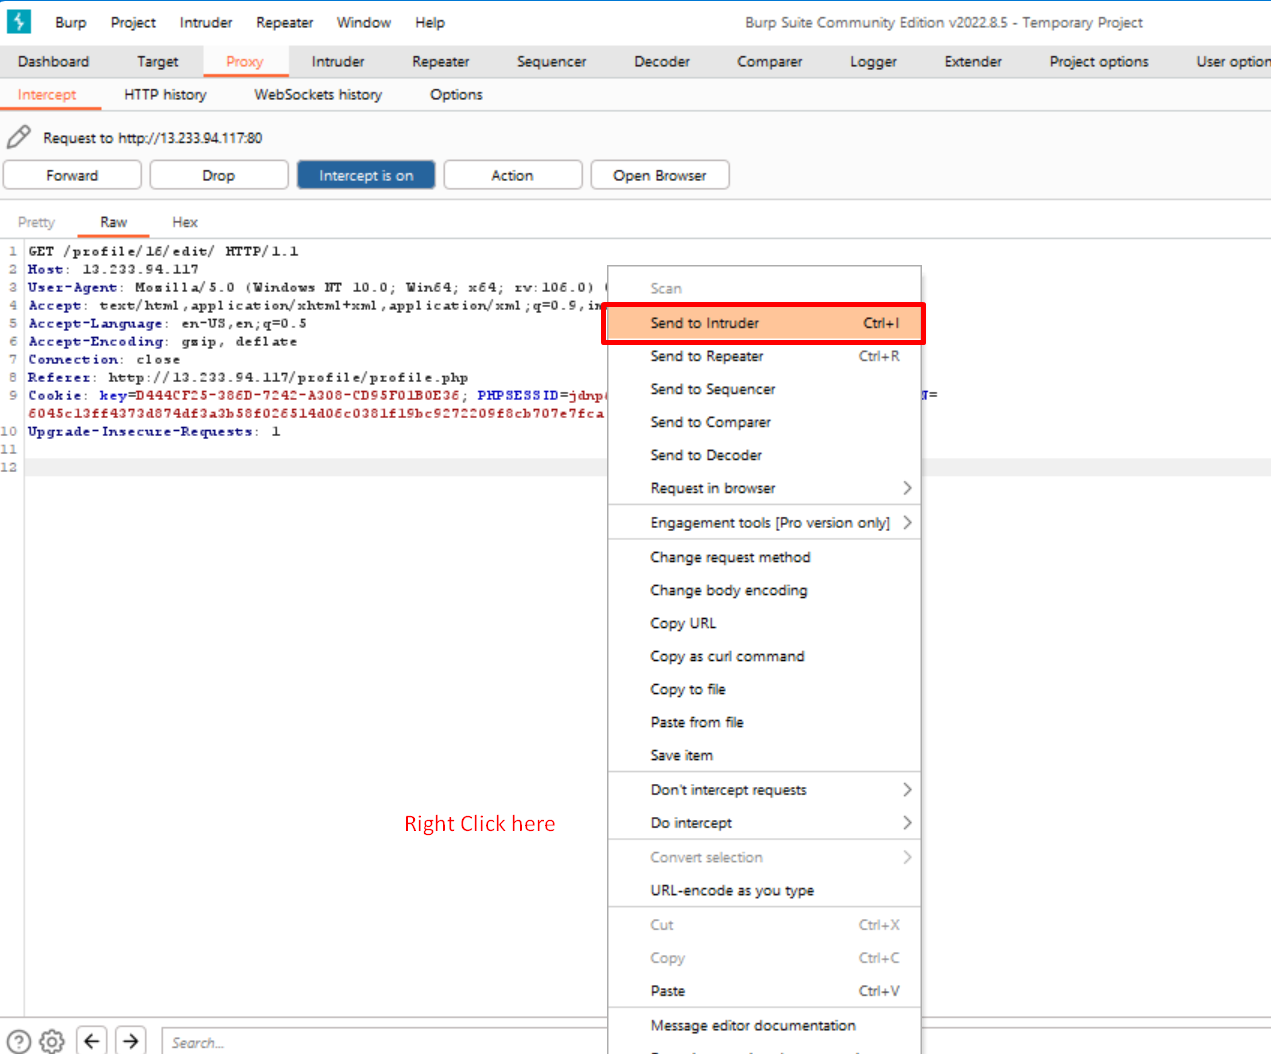 Burp Project Intruder Repeater Window Help Burp Suite Community Edition v2022.8.5 - Temporary Project
Dashboard Target Proxy Intruder Repeater Sequencer Decoder Comparer Logger Extender Project options User option
Intercept HTTP history WebSockets history Options
Request to http://13.233.94.117:80
Forward Drop Intercept is on Action Open Browser
Pretty Raw Hex
1 GET /profile/16/edit/ HTTP/1.1
2 Host: 13.233.94.117
3 User-Agent: Mozilla/5.0 (Windows NT 10.0; Win64; x64; rv:106.0)
4 Accept: text/html,application/xhtml+xml,application/xml;q=0.9,im
5 Accept-Language: en-US,en;q=0.5
6 Accept-Encoding: gzip, deflate
7 Connection: close
8 Referer: http://13.233.94.117/profile/profile.php
9 Cookie: key=D444CF25-386D-7242-A308-CD95F01B0E36; PHPSESSID=jdnp
6045c13ff4373d874df3a3b58f026514d06c0381f19bc9272209f8cb707e7fca
10 Upgrade-Insecure-Requests: 1
11
12
Scan
Send to Intruder Ctrl+I
Send to Repeater Ctrl+R
Send to Sequencer
Send to Comparer
Send to Decoder
Request in browser
Engagement tools [Pro version only]
Change request method
Change body encoding
Copy URL
Copy as curl command
Copy to file
Paste from file
Save item
Don't intercept requests
Do intercept
Convert selection
URL-encode as you type
Cut Ctrl+X
Copy Ctrl+C
Paste Ctrl+V
Message editor documentation
Right Click here
Search...